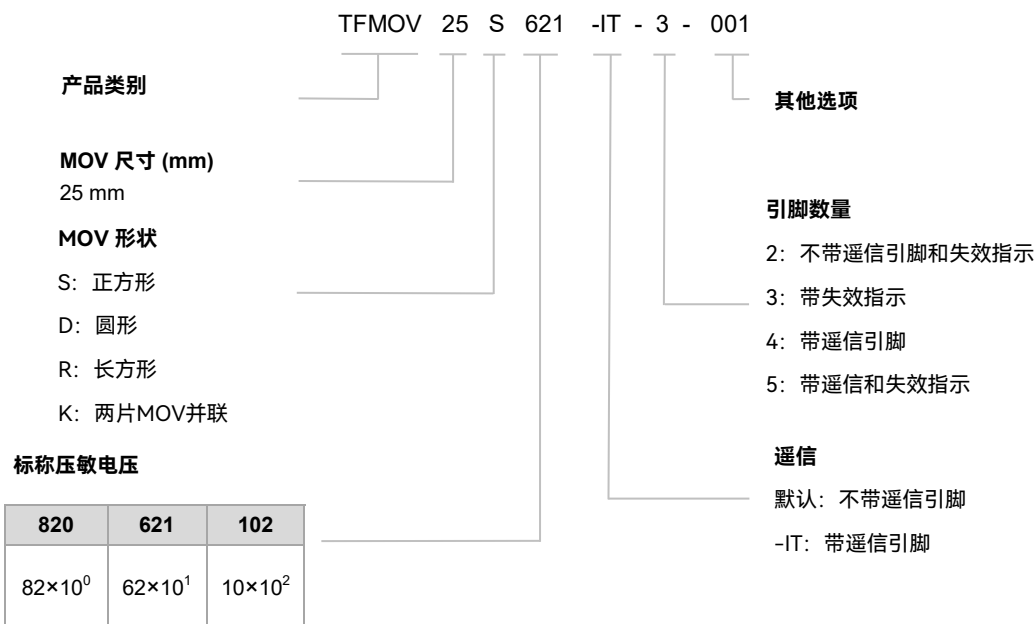 TFMOV 25 S 621 -IT - 3 - 001
产品类别
MOV 尺寸 (mm)
25 mm
MOV 形状
S：正方形
D：圆形
R：长方形
K：两片MOV并联
标称压敏电压
820 621 102
82×10⁰ 62×10¹ 10×10²
其他选项
引脚数量
2：不带遥信引脚和失效指示
3：带失效指示
4：带遥信引脚
5：带遥信和失效指示
遥信
默认：不带遥信引脚
-IT：带遥信引脚